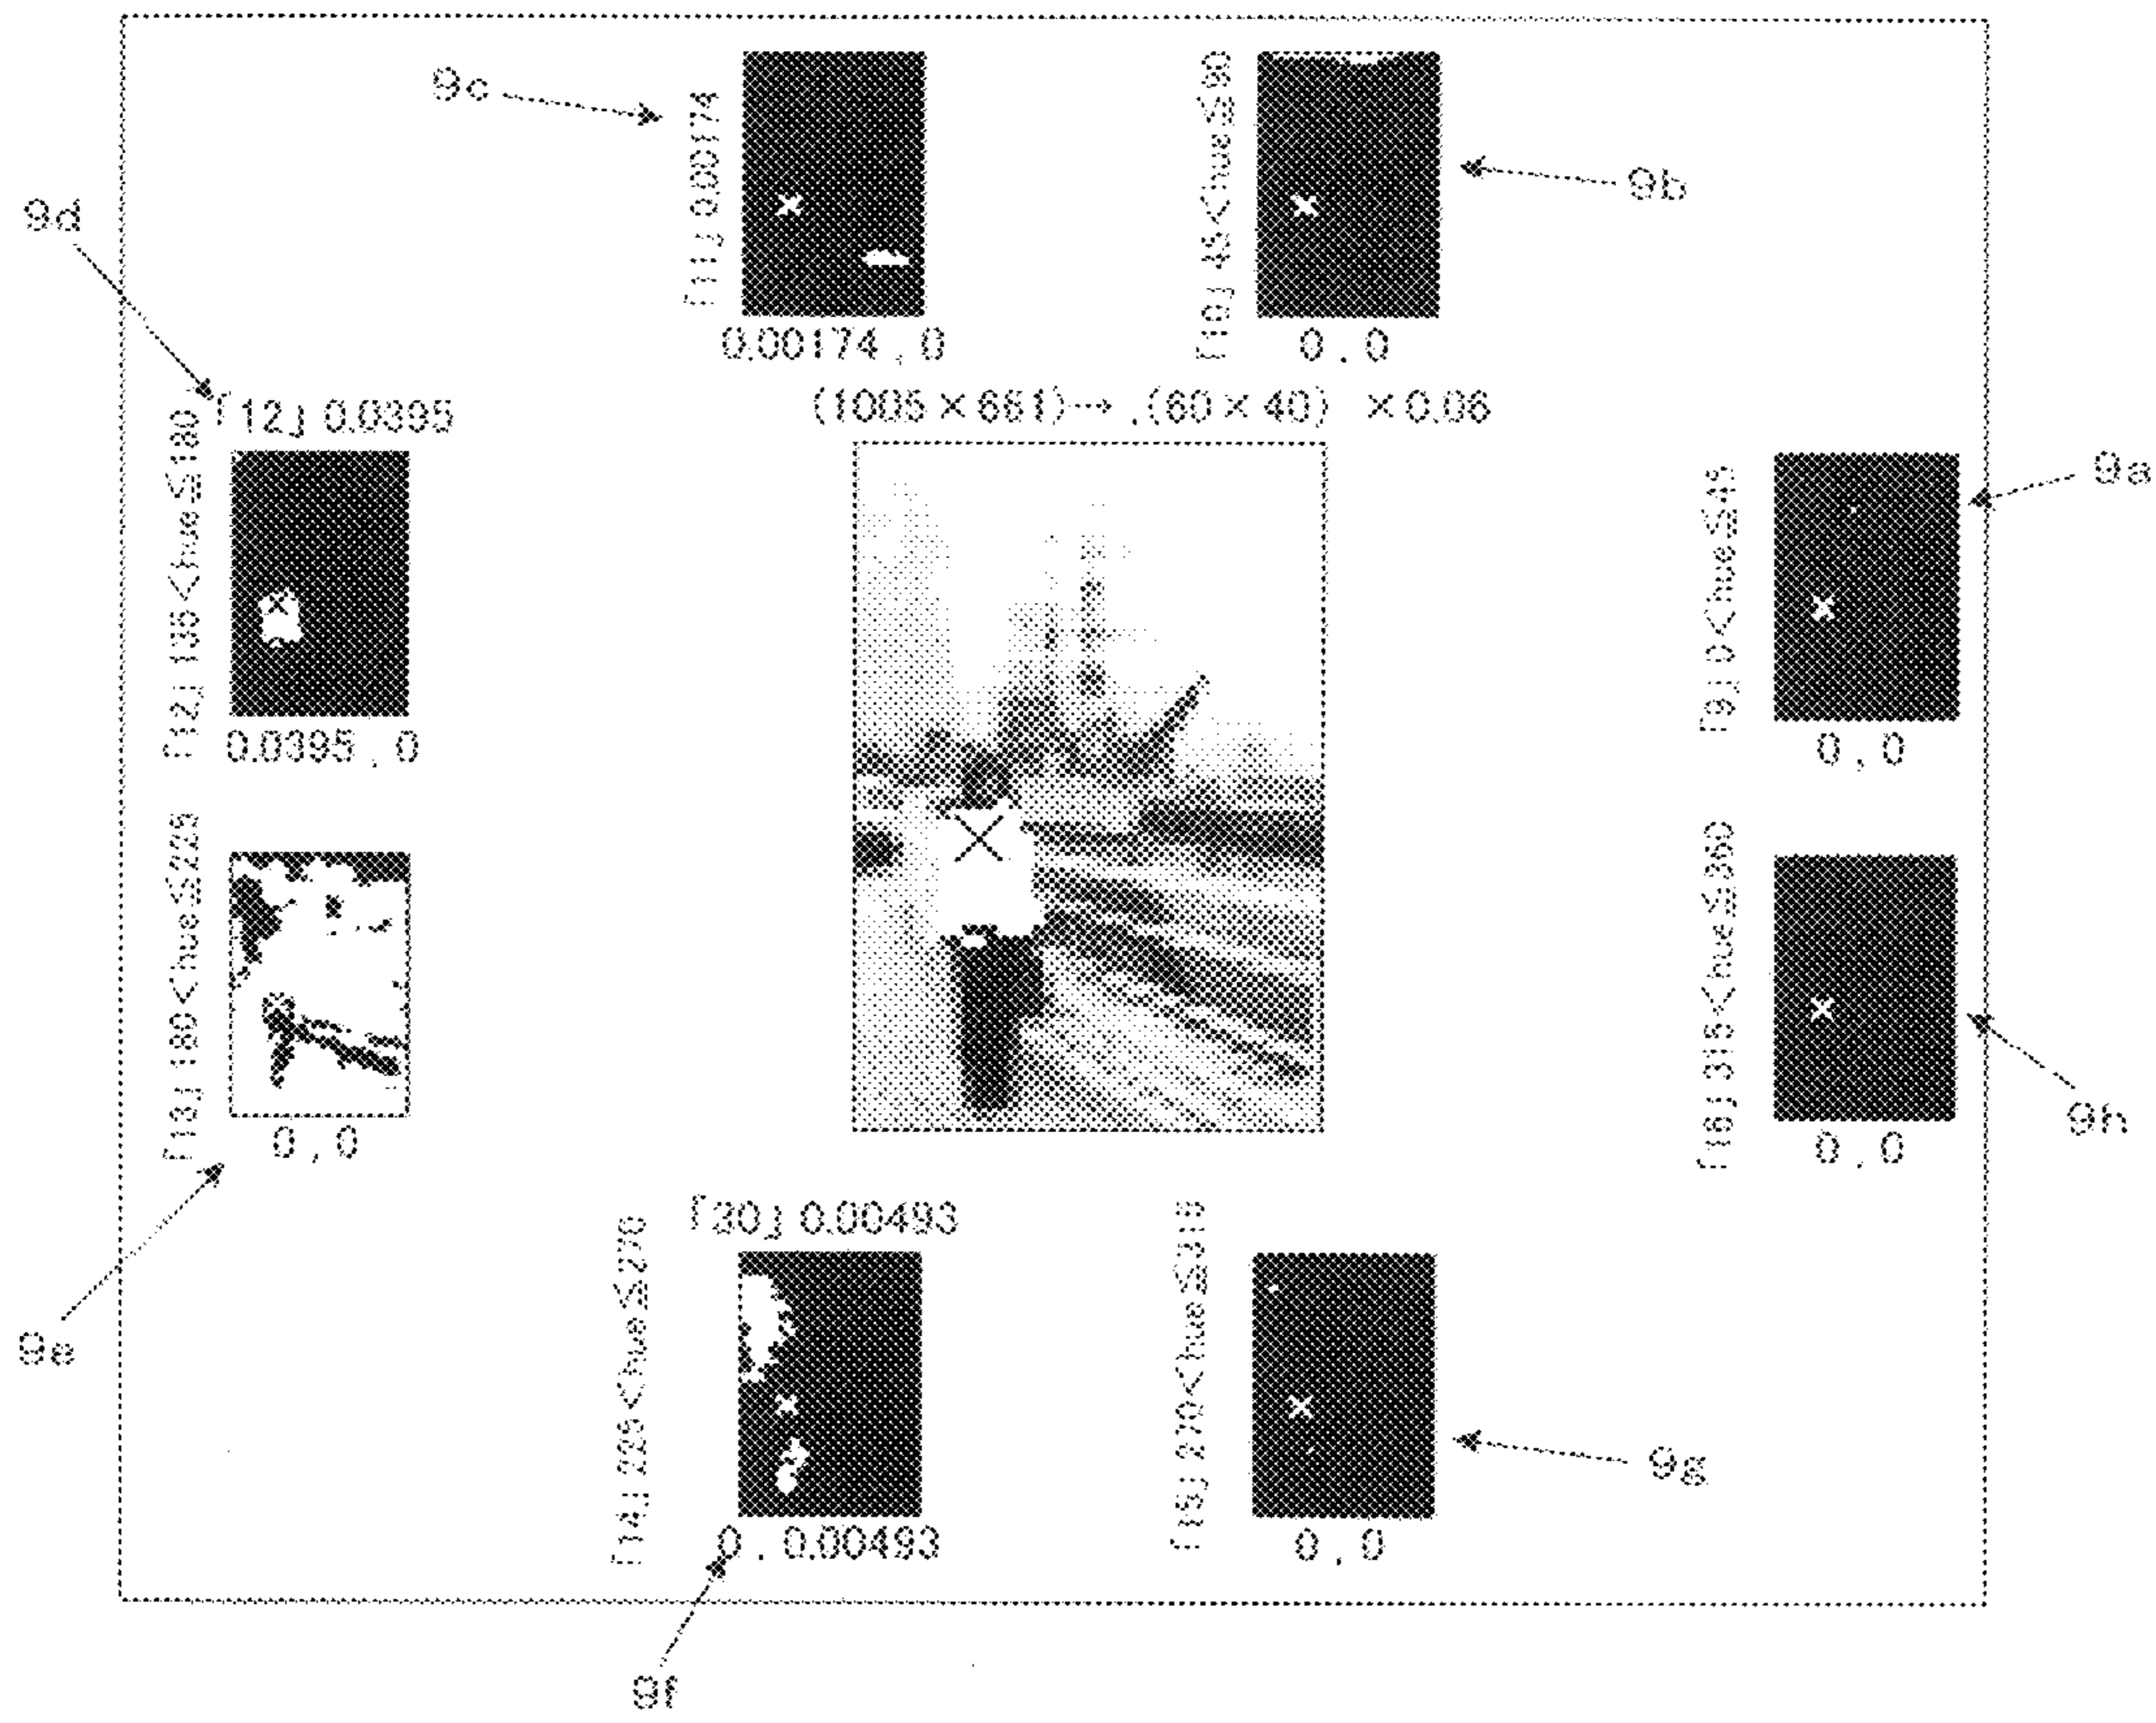 9c
9b
「11」 0.00174
「10」 45<hue≦90
0.00174 , 0
0 , 0
9d
(1005×661)→ .(60×40) ×0.06
「12」 0.0395
「12」 135<hue≦180
0.0395 , 0
9a
「9」 0<hue≦45
0 , 0
「13」 180<hue≦225
0 , 0
9e
「16」 315<hue≦360
0 , 0
9h
「30」 0.00493
「14」 225<hue≦270
0 , 0.00493
9f
「15」 270<hue≦315
0 , 0
9g